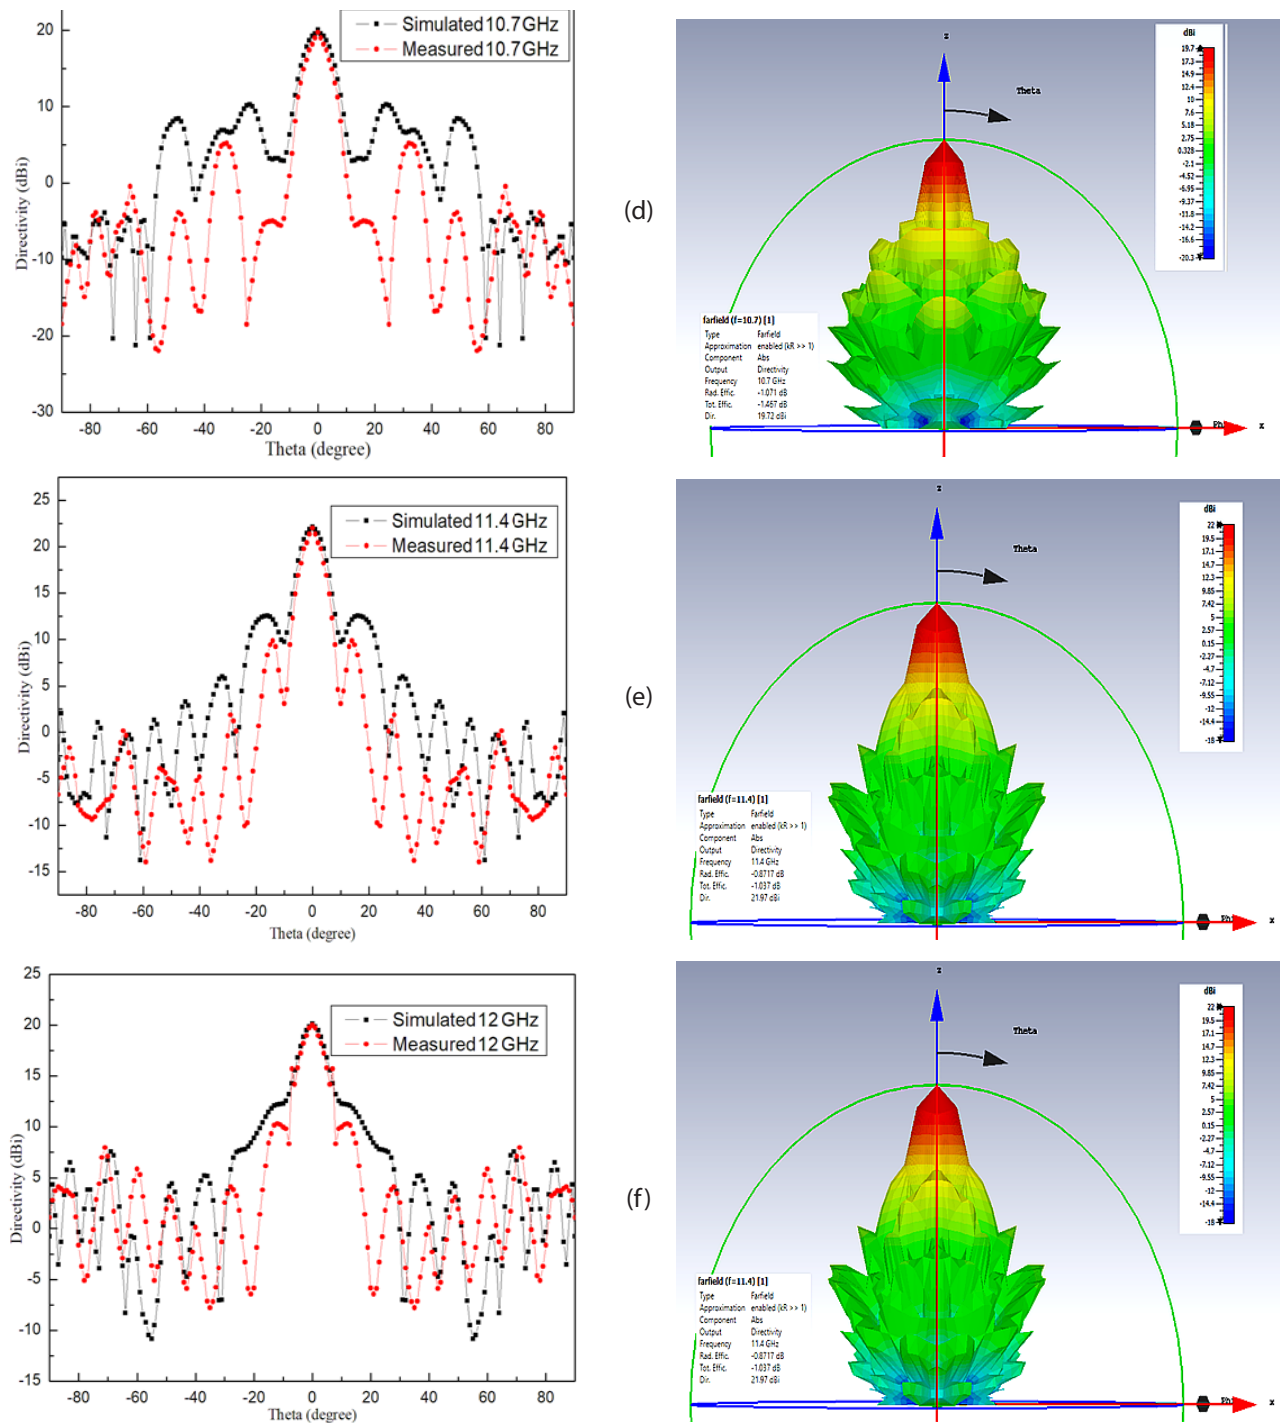 Simulated 10.7GHz
Measured 10.7GHz
20
10
0
-10
-20
-30
Directivity (dBi)
-80 -60 -40 -20 0 20 40 60 80
Theta (degree)
(d)
z
Theta
dBi
19.7
17.3
14.9
12.4
10
7.6
5.18
2.75
0.328
-2.1
-4.52
-6.95
-9.37
-11.8
-14.2
-16.6
-20.3
farfield (f=10.7) [1]
Type Farfield
Approximation enabled (kR >> 1)
Component Abs
Output Directivity
Frequency 10.7 GHz
Rad. Effic. -1.071 dB
Tot. Effic. -1.467 dB
Dir. 19.72 dBi
x
Simulated 11.4 GHz
Measured 11.4 GHz
25
20
15
10
5
0
-5
-10
-15
Directivity (dBi)
-80 -60 -40 -20 0 20 40 60 80
Theta (degree)
(e)
z
Theta
dBi
22
19.5
17.1
14.7
12.3
9.85
7.42
5
2.57
-2.27
-4.7
-7.12
-9.55
-12
-14.4
-18
farfield (f=11.4) [1]
Type Farfield
Approximation enabled (kR >> 1)
Component Abs
Output Directivity
Frequency 11.4 GHz
Rad. Effic. -0.8717 dB
Tot. Effic. -1.037 dB
Dir. 21.97 dBi
x
Simulated 12 GHz
Measured 12 GHz
25
20
15
10
5
0
-5
-10
-15
Directivity (dBi)
-80 -60 -40 -20 0 20 40 60 80
Theta (degree)
(f)
z
Theta
dBi
22
19.5
17.1
14.7
12.3
9.85
7.42
5
2.57
-2.27
-4.7
-7.12
-9.55
-12
-14.4
-18
farfield (f=11.4) [1]
Type Farfield
Approximation enabled (kR >> 1)
Component Abs
Output Directivity
Frequency 11.4 GHz
Rad. Effic. -0.8717 dB
Tot. Effic. -1.037 dB
Dir. 21.97 dBi
x